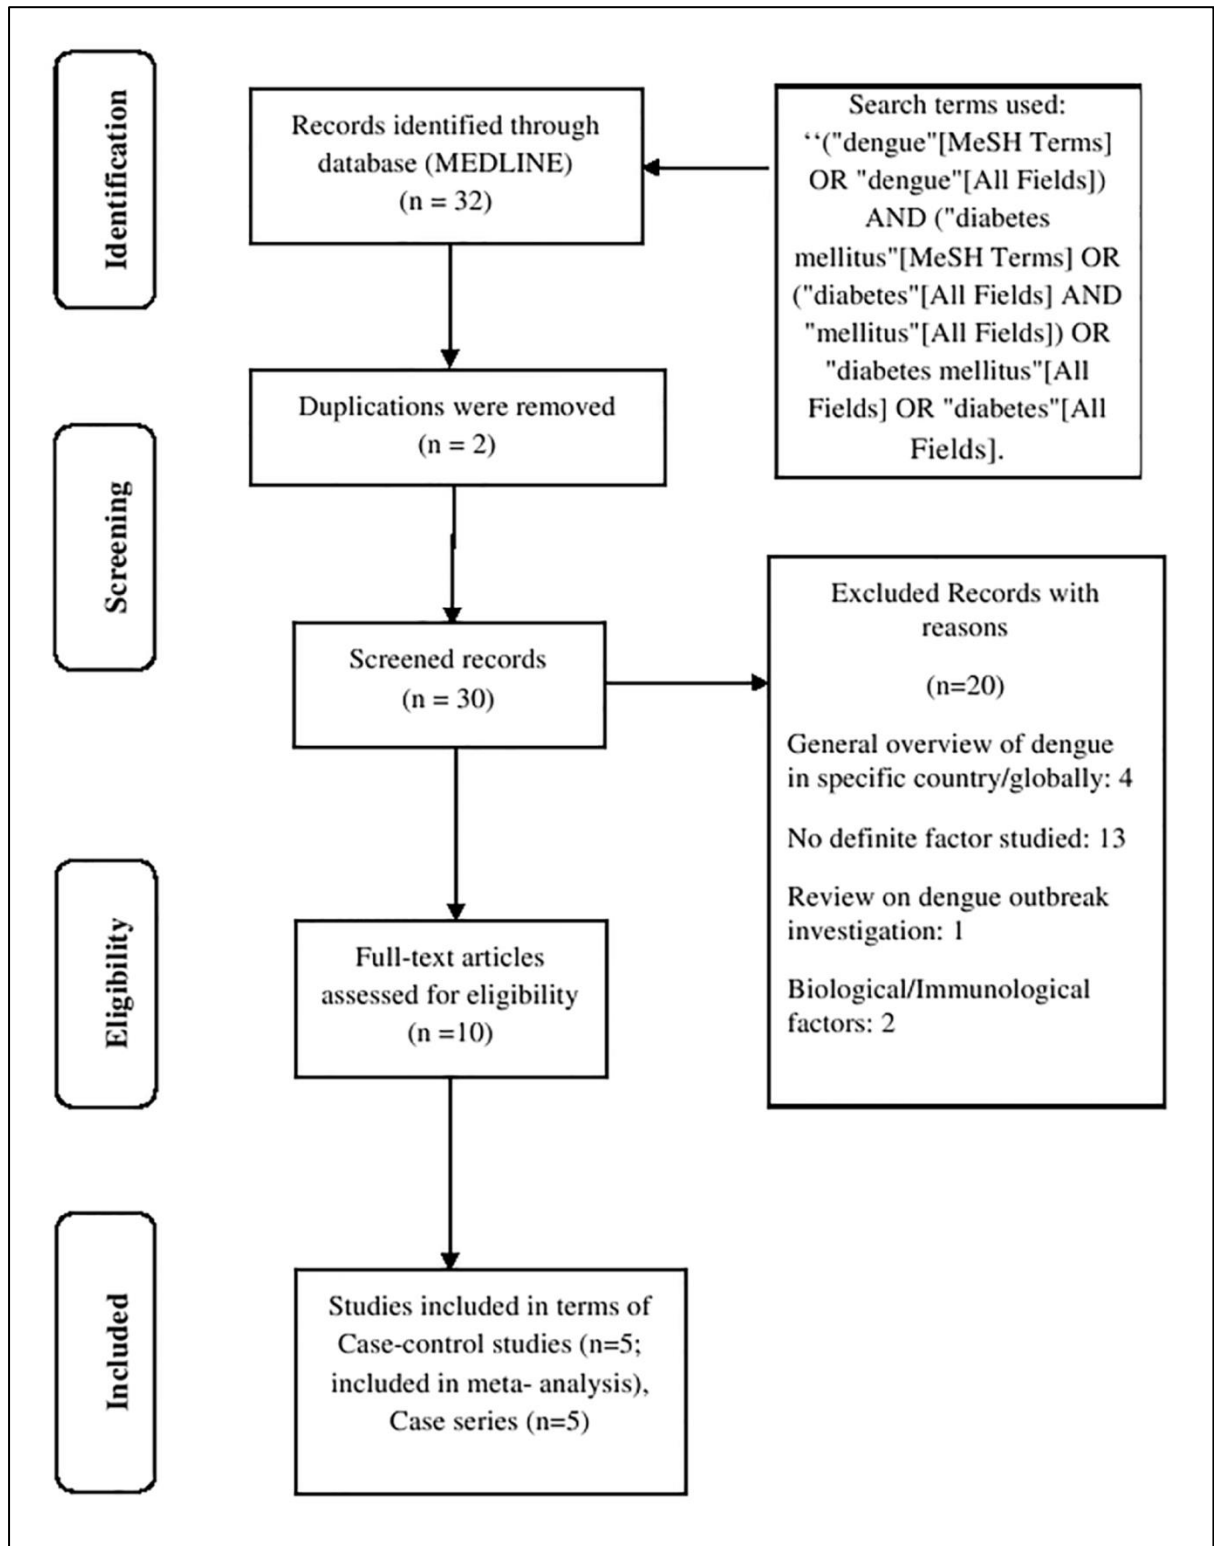 Identification
Records identified through
database (MEDLINE)
(n = 32)
Search terms used:
‘‘("dengue"[MeSH Terms]
OR "dengue"[All Fields])
AND ("diabetes
mellitus"[MeSH Terms] OR
("diabetes"[All Fields] AND
"mellitus"[All Fields]) OR
"diabetes mellitus"[All
Fields] OR "diabetes"[All
Fields].
Duplications were removed
(n = 2)
Screening
Screened records
(n = 30)
Excluded Records with
reasons
(n=20)
General overview of dengue
in specific country/globally: 4
No definite factor studied: 13
Review on dengue outbreak
investigation: 1
Biological/Immunological
factors: 2
Eligibility
Full-text articles
assessed for eligibility
(n =10)
Included
Studies included in terms of
Case-control studies (n=5;
included in meta- analysis),
Case series (n=5)